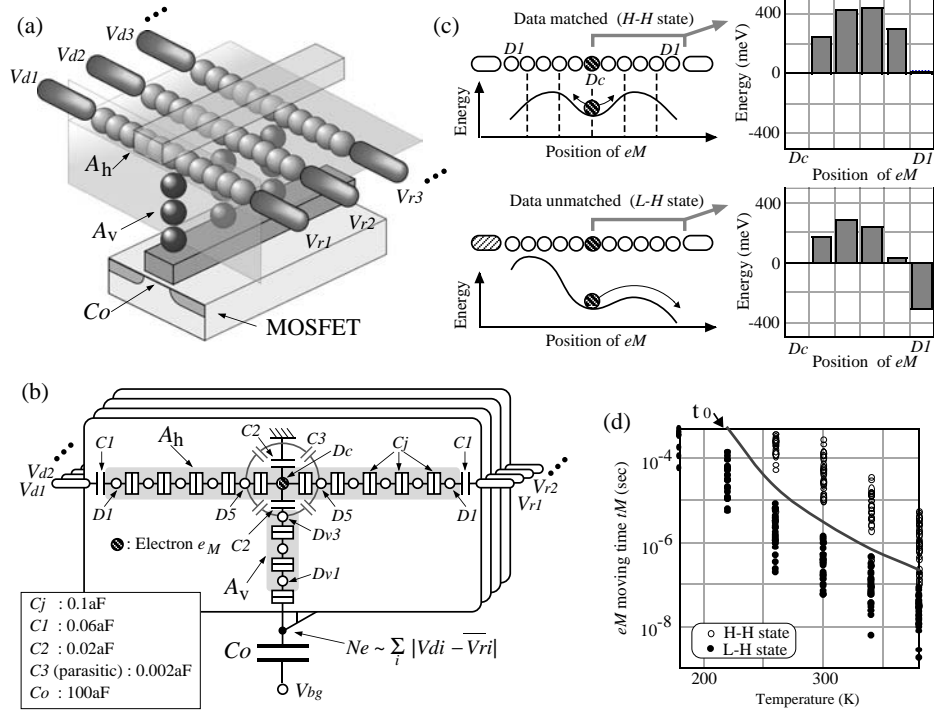 (a)
Vd3
Vd2
Vd1
Ah
Av
Vr3
Vr2
Vr1
Co
MOSFET
(b)
C1
Ah
C2
C3
Dc
Cj
C1
Vd2
Vd1
Vr2
Vr1
D1
D5
D5
D1
C2
Dv3
: Electron eM
Av
Dv1
Cj : 0.1aF
C1 : 0.06aF
C2 : 0.02aF
C3 (parasitic) : 0.002aF
Co : 100aF
Co
Ne ~ Σi |Vdi − V̅r̅i|
Vbg
(c)
Data matched (H-H state)
D1
D1
Dc
Energy
Position of eM
Energy (meV)
400
0
-400
Dc
D1
Position of eM
Data unmatched (L-H state)
Energy
Position of eM
Energy (meV)
400
0
-400
Dc
D1
Position of eM
(d)
t0
eM moving time tM (sec)
10-4
10-6
10-8
H-H state
L-H state
200
300
Temperature (K)